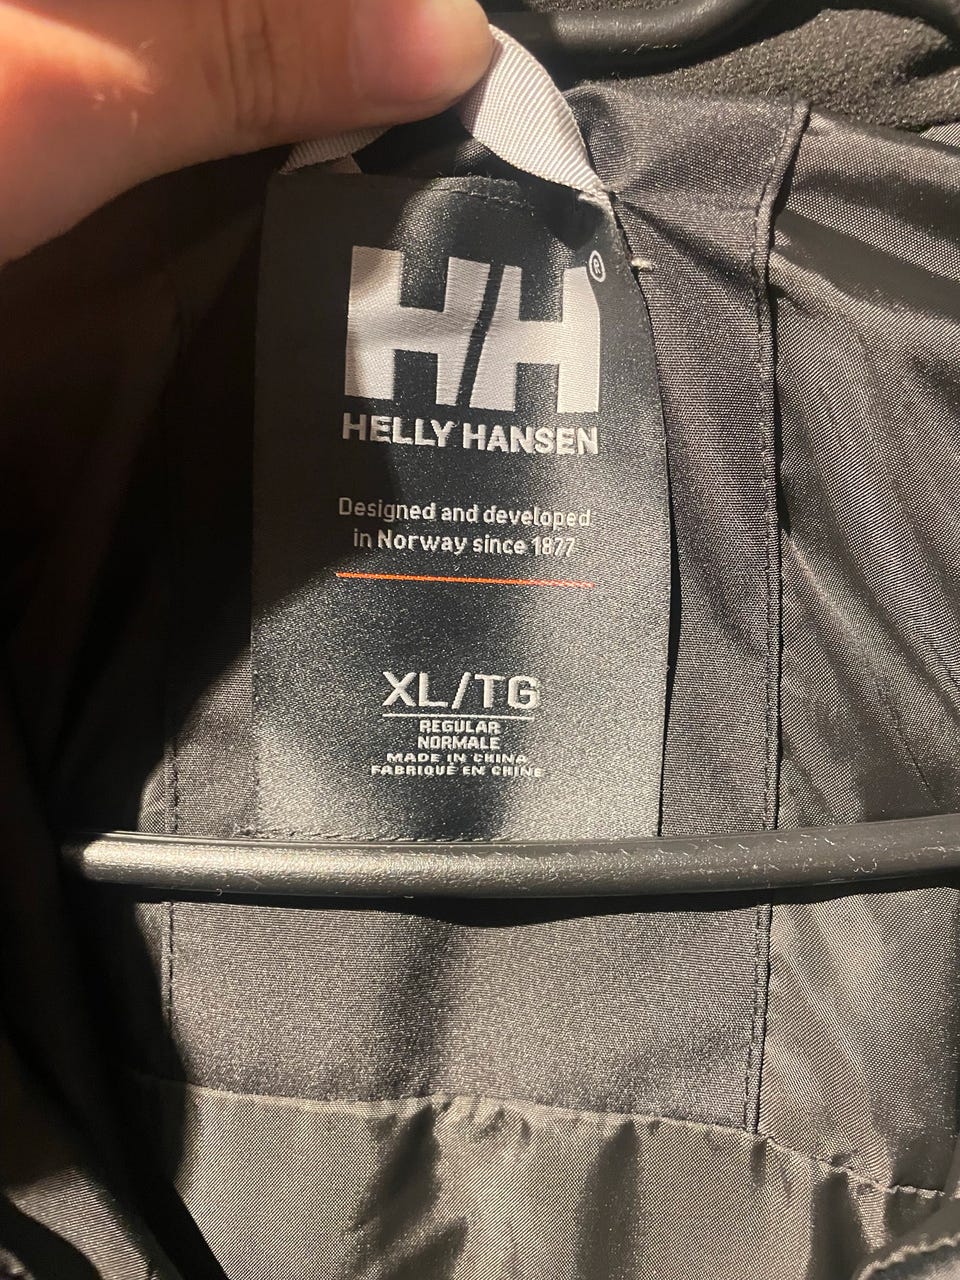 HH®
HELLY HANSEN
Designed and developed
in Norway since 1877
XL/TG
REGULAR
NORMALE
MADE IN CHINA
FABRIQUÉ EN CHINE